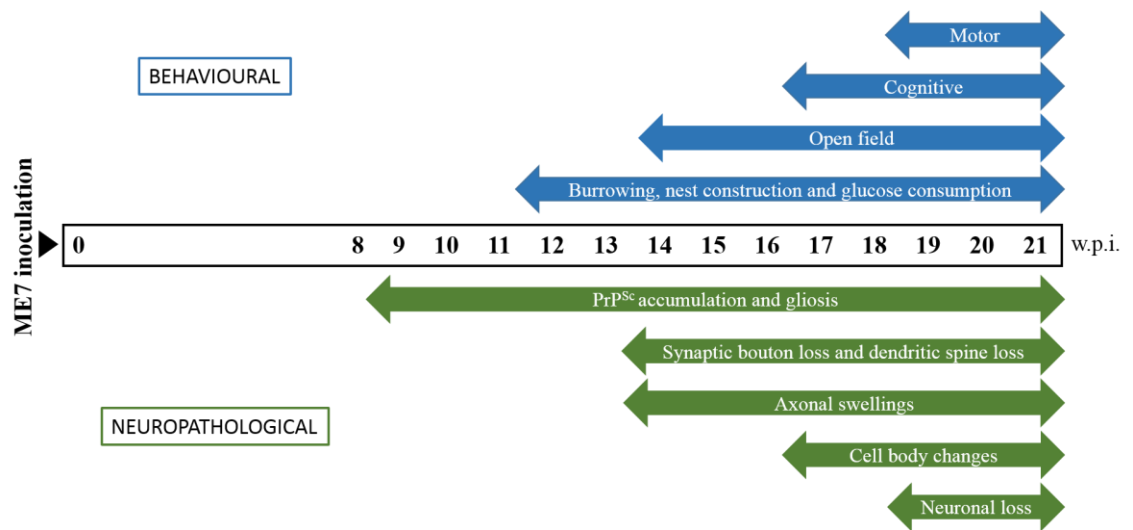 Motor
BEHAVIOURAL
Cognitive
Open field
Burrowing, nest construction and glucose consumption
ME7 inoculation
0 8 9 10 11 12 13 14 15 16 17 18 19 20 21 w.p.i.
PrPSc accumulation and gliosis
Synaptic bouton loss and dendritic spine loss
Axonal swellings
NEUROPATHOLOGICAL
Cell body changes
Neuronal loss